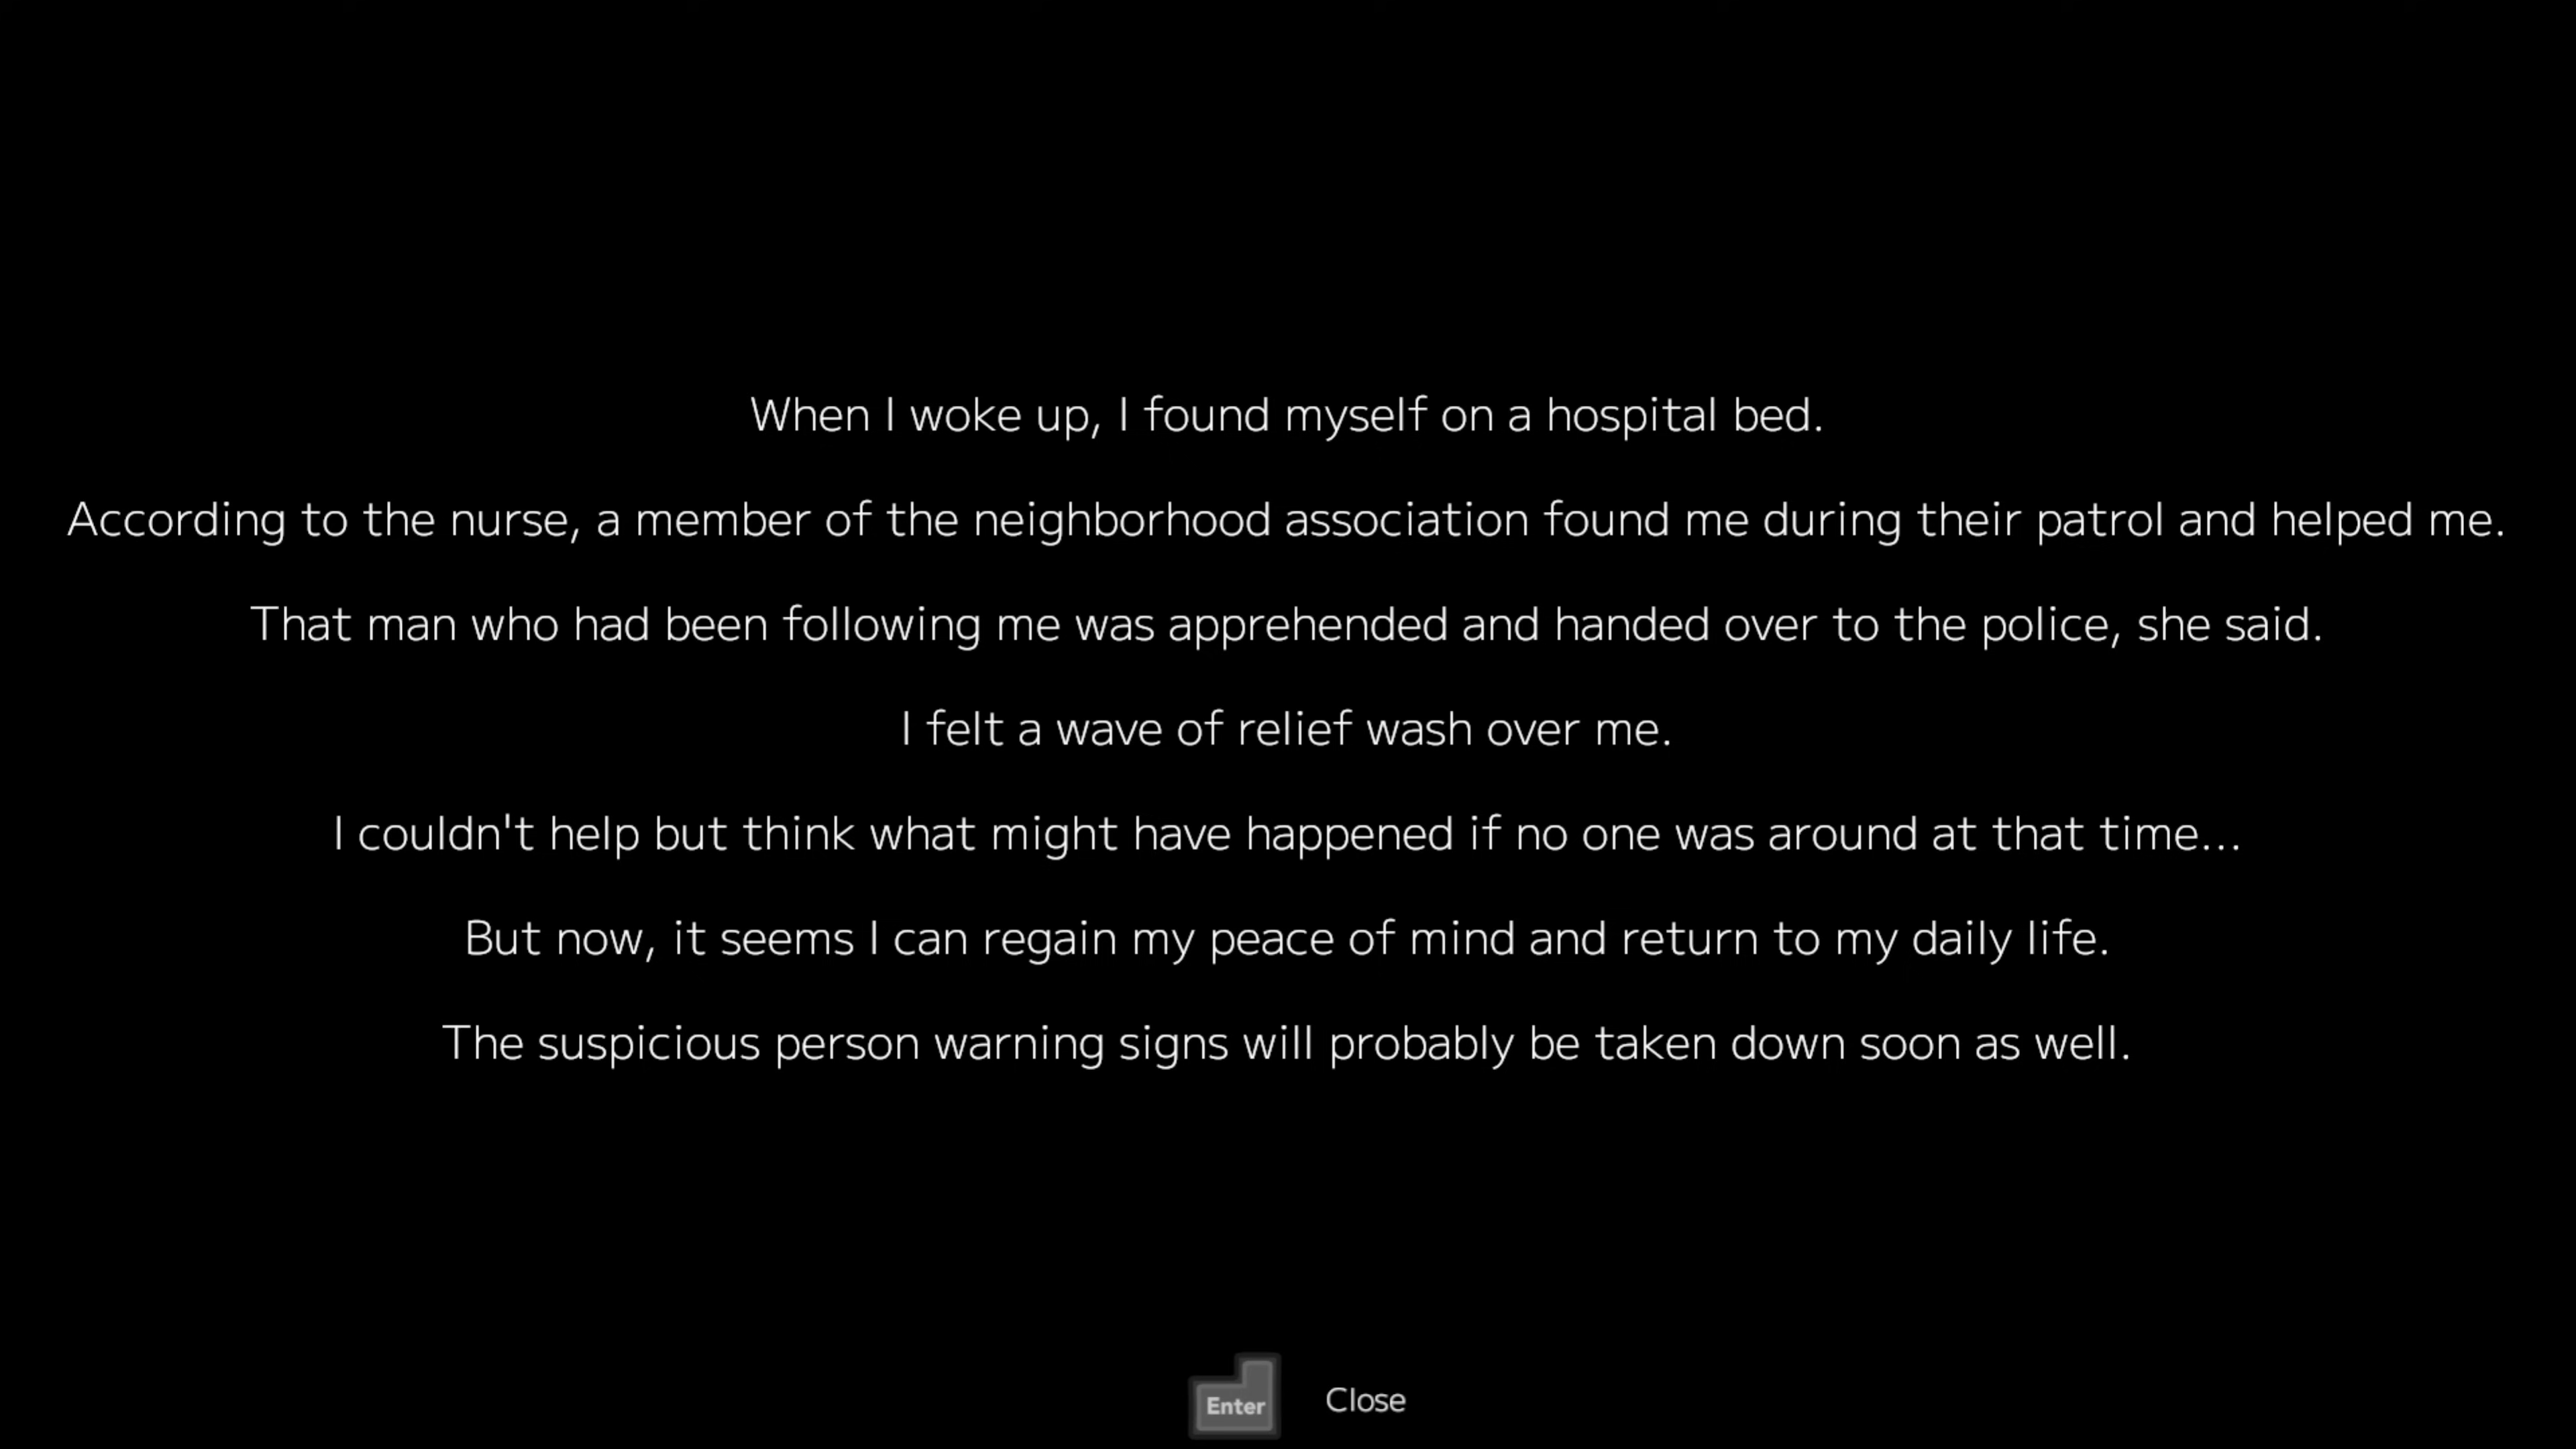 When I woke up, I found myself on a hospital bed.
According to the nurse, a member of the neighborhood association found me during their patrol and helped me.
That man who had been following me was apprehended and handed over to the police, she said.
I felt a wave of relief wash over me.
I couldn't help but think what might have happened if no one was around at that time...
But now, it seems I can regain my peace of mind and return to my daily life.
The suspicious person warning signs will probably be taken down soon as well.
Enter Close